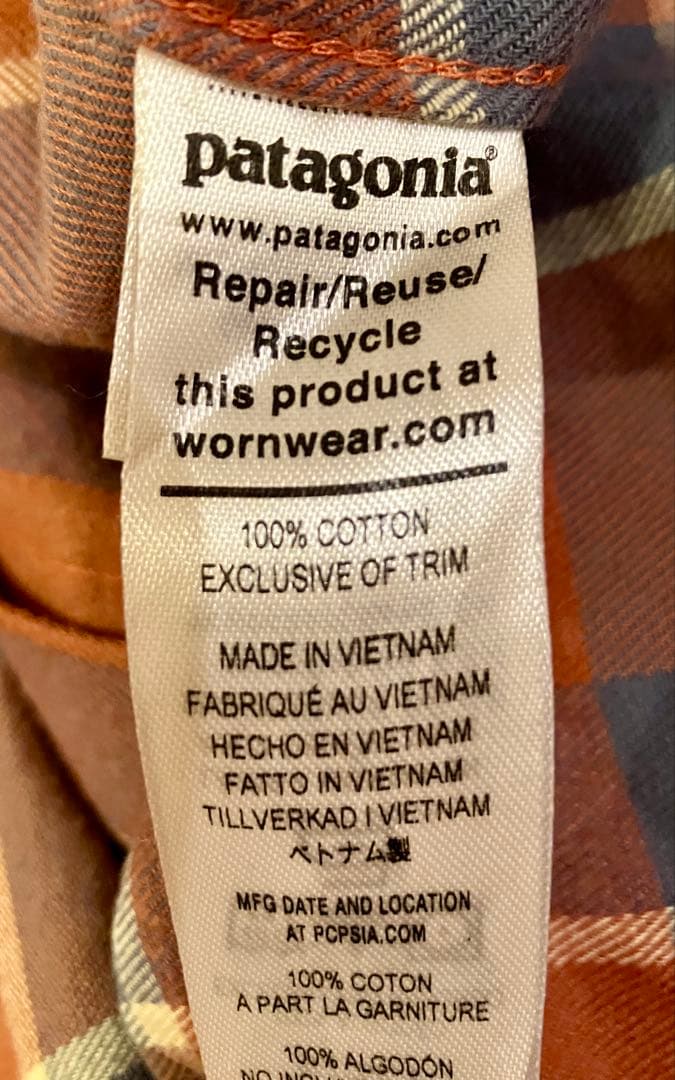 patagonia®
www.patagonia.com
Repair/Reuse/
Recycle
this product at
wornwear.com
100% COTTON
EXCLUSIVE OF TRIM
MADE IN VIETNAM
FABRIQUÉ AU VIETNAM
HECHO EN VIETNAM
FATTO IN VIETNAM
TILLVERKAD I VIETNAM
ベトナム製
MFG DATE AND LOCATION
AT PCPSIA.COM
100% COTON
A PART LA GARNITURE
100% ALGODÓN
NO